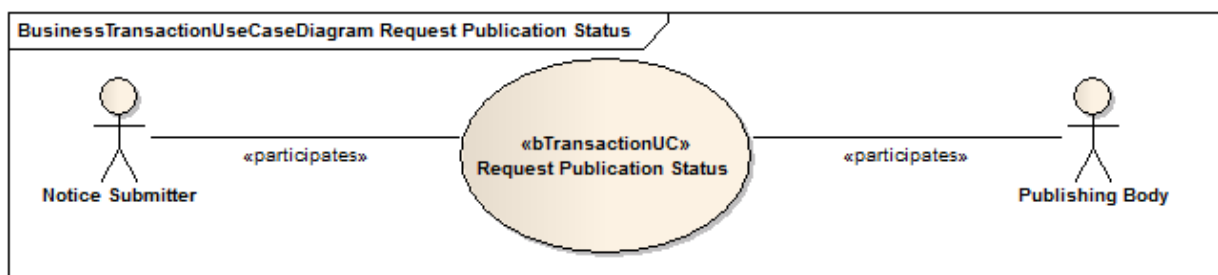 BusinessTransactionUseCaseDiagram Request Publication Status
«bTransactionUC»
Request Publication Status
«participates»
«participates»
Notice Submitter
Publishing Body